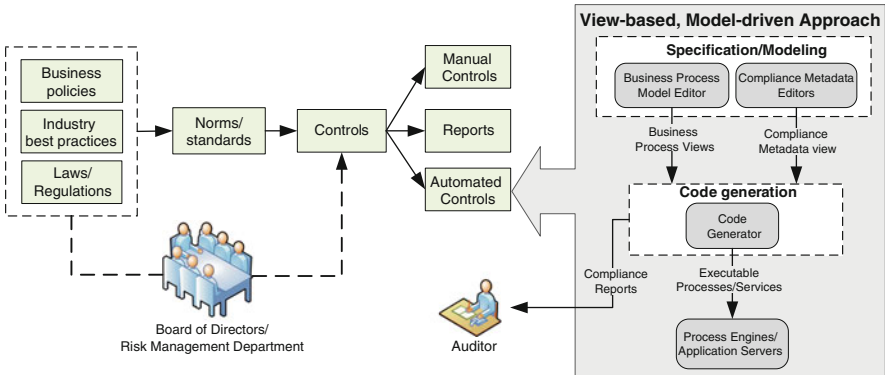 View-based, Model-driven Approach
Specification/Modeling
Business Process
Model Editor
Compliance Metadata
Editors
Business
Process Views
Compliance
Metadata view
Code generation
Code
Generator
Compliance
Reports
Executable
Processes/Services
Process Engines/
Application Servers
Business
policies
Industry
best practices
Laws/
Regulations
Norms/
standards
Controls
Manual
Controls
Reports
Automated
Controls
Board of Directors/
Risk Management Department
Auditor